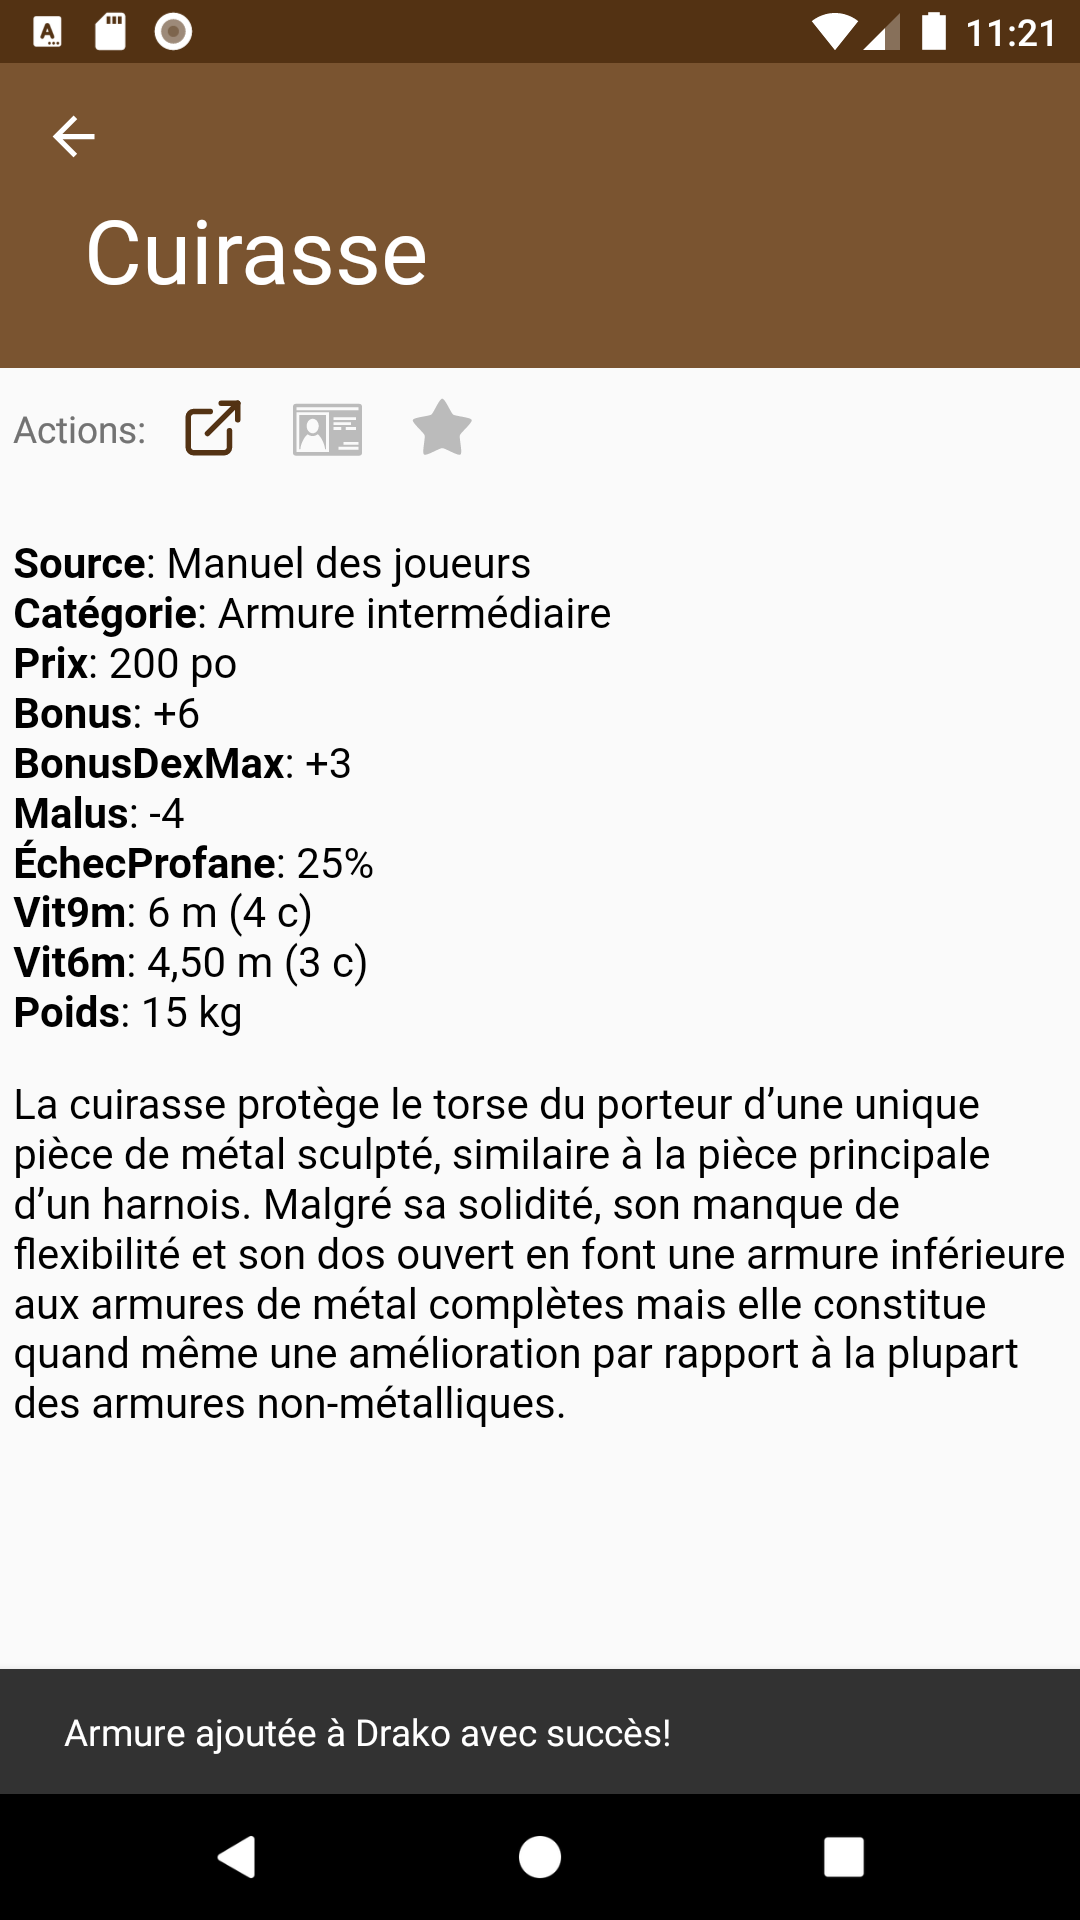 11:21
Cuirasse
Actions:
Source: Manuel des joueurs
Catégorie: Armure intermédiaire
Prix: 200 po
Bonus: +6
BonusDexMax: +3
Malus: -4
ÉchecProfane: 25%
Vit9m: 6 m (4 c)
Vit6m: 4,50 m (3 c)
Poids: 15 kg
La cuirasse protège le torse du porteur d’une unique
pièce de métal sculpté, similaire à la pièce principale
d’un harnois. Malgré sa solidité, son manque de
flexibilité et son dos ouvert en font une armure inférieure
aux armures de métal complètes mais elle constitue
quand même une amélioration par rapport à la plupart
des armures non-métalliques.
Armure ajoutée à Drako avec succès!